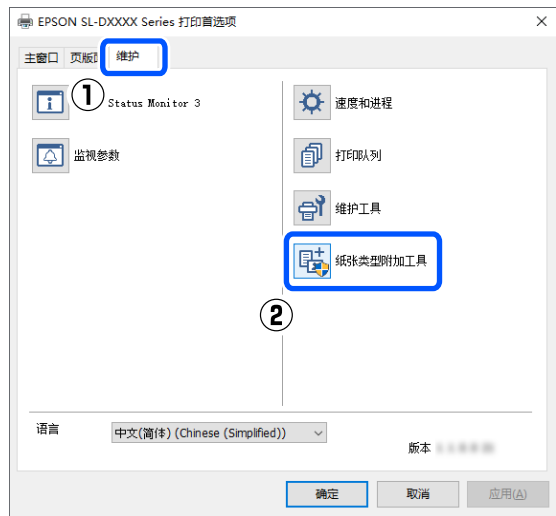 EPSON SL-DXXXX Series 打印首选项
主窗口 页版 维护
①
Status Monitor 3
监视参数
速度和进程
打印队列
维护工具
纸张类型附加工具
②
语言
中文(简体) (Chinese (Simplified))
版本
确定 取消 应用(A)